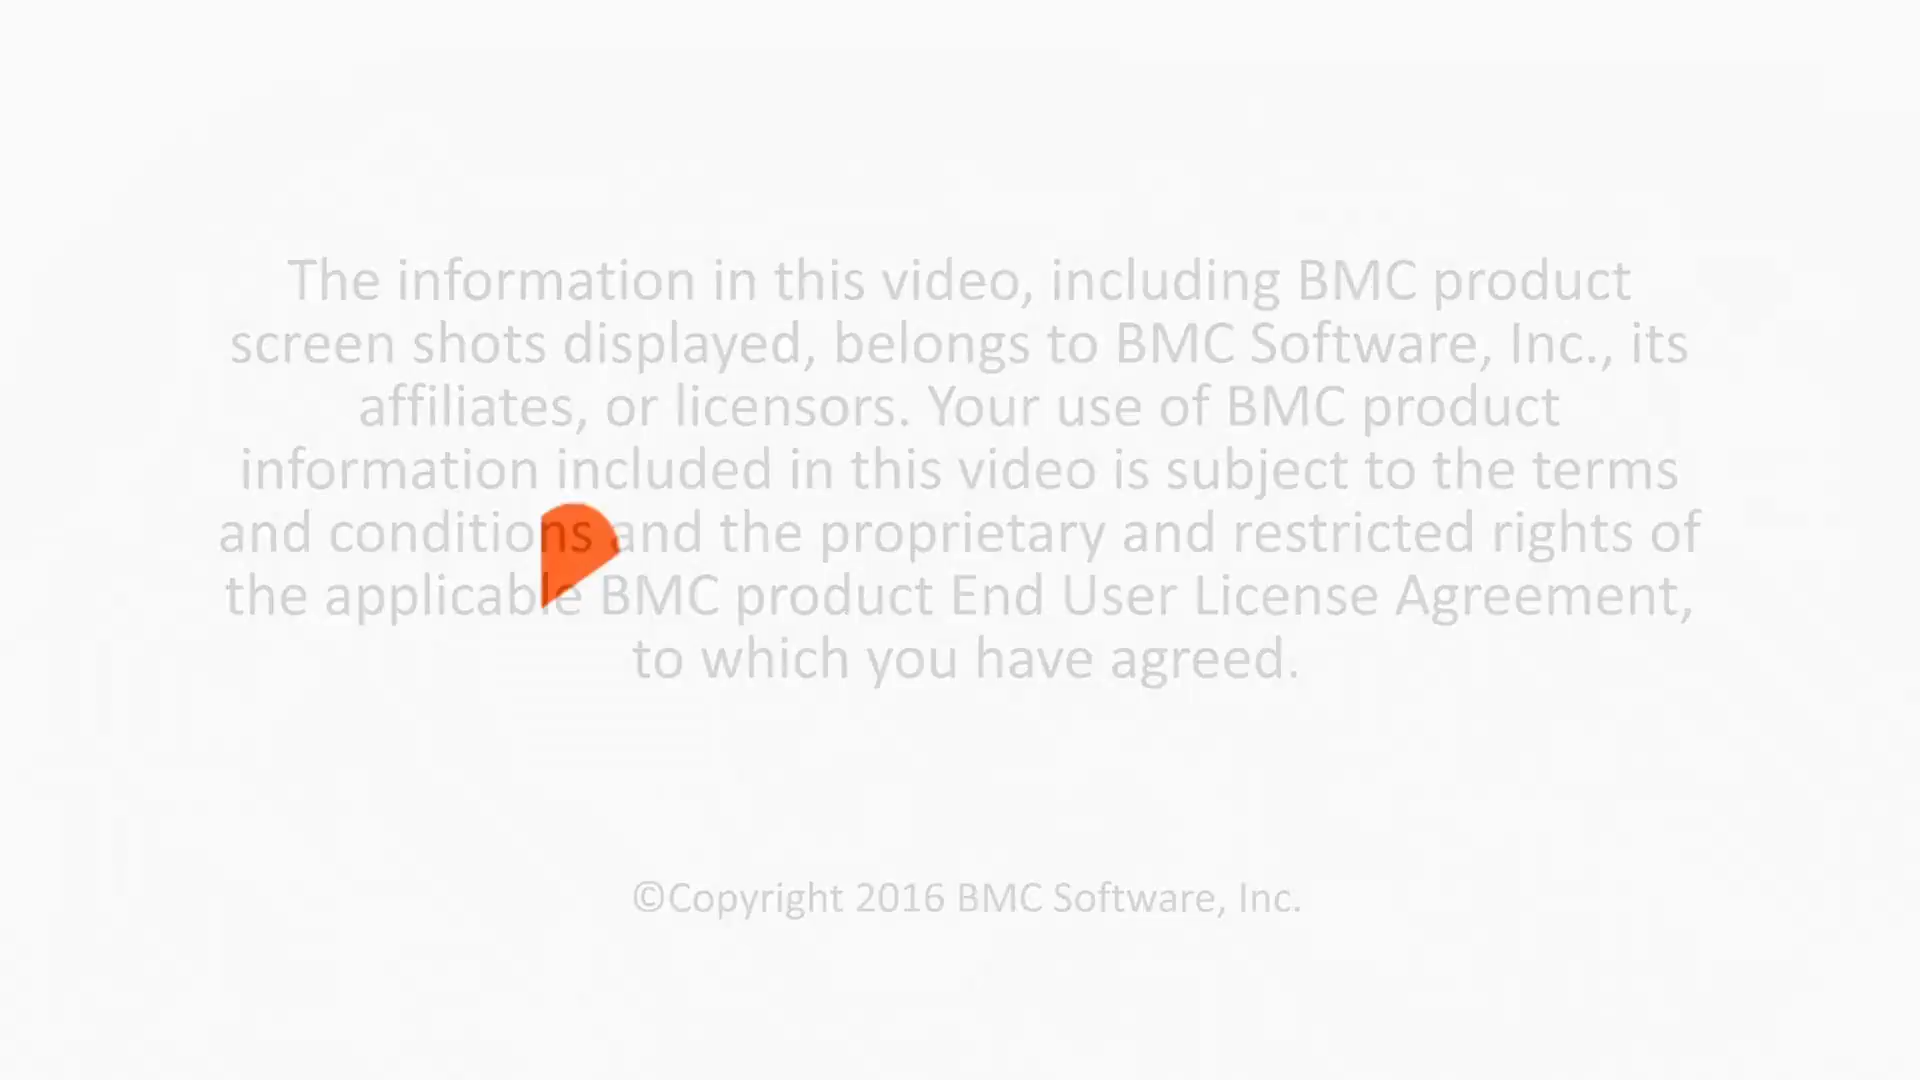 The information in this video, including BMC product
screen shots displayed, belongs to BMC Software, Inc., its
affiliates, or licensors. Your use of BMC product
information included in this video is subject to the terms
and conditions and the proprietary and restricted rights of
the applicable BMC product End User License Agreement,
to which you have agreed.
©Copyright 2016 BMC Software, Inc.